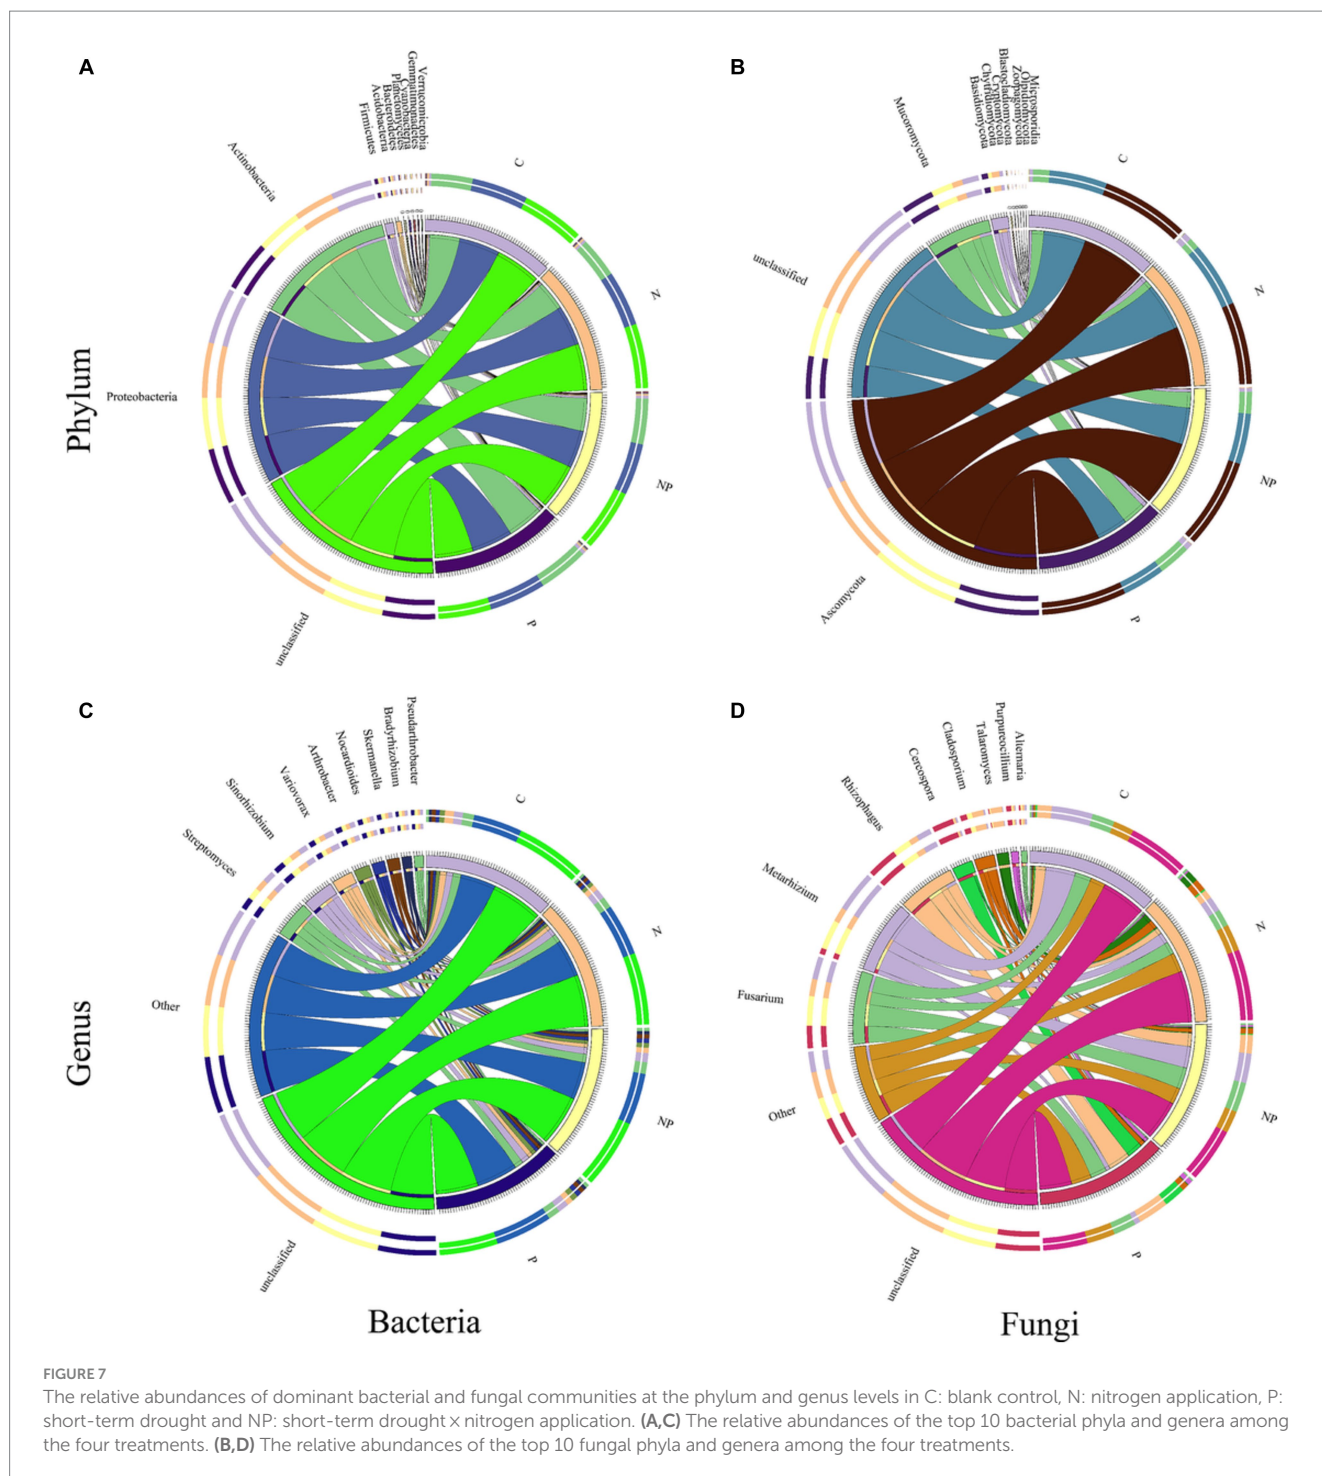 A
Verrucomicrobia
Gemmatimonadetes
Cyanobacteria
Planctomycetes
Bacteroidetes
Acidobacteria
Firmicutes
Actinobacteria
Proteobacteria
unclassified
C
N
NP
P
B
Microsporidia
Olpidiomycota
Zoopagomycota
Blastocladiomycota
Cryptomycota
Chytridiomycota
Basidiomycota
Mucoromycota
unclassified
Ascomycota
C
N
NP
P
Phylum
C
Pseudarthrobacter
Bradyrhizobium
Skermanella
Nocardioides
Arthrobacter
Variovorax
Sinorhizobium
Streptomyces
Other
unclassified
C
N
NP
P
D
Alternaria
Purpureocillium
Talaromyces
Cladosporium
Cercospora
Rhizophagus
Metarhizium
Fusarium
Other
unclassified
C
N
NP
P
Genus
Bacteria
Fungi
FIGURE 7
The relative abundances of dominant bacterial and fungal communities at the phylum and genus levels in C: blank control, N: nitrogen application, P:
short-term drought and NP: short-term drought × nitrogen application. (A,C) The relative abundances of the top 10 bacterial phyla and genera among
the four treatments. (B,D) The relative abundances of the top 10 fungal phyla and genera among the four treatments.